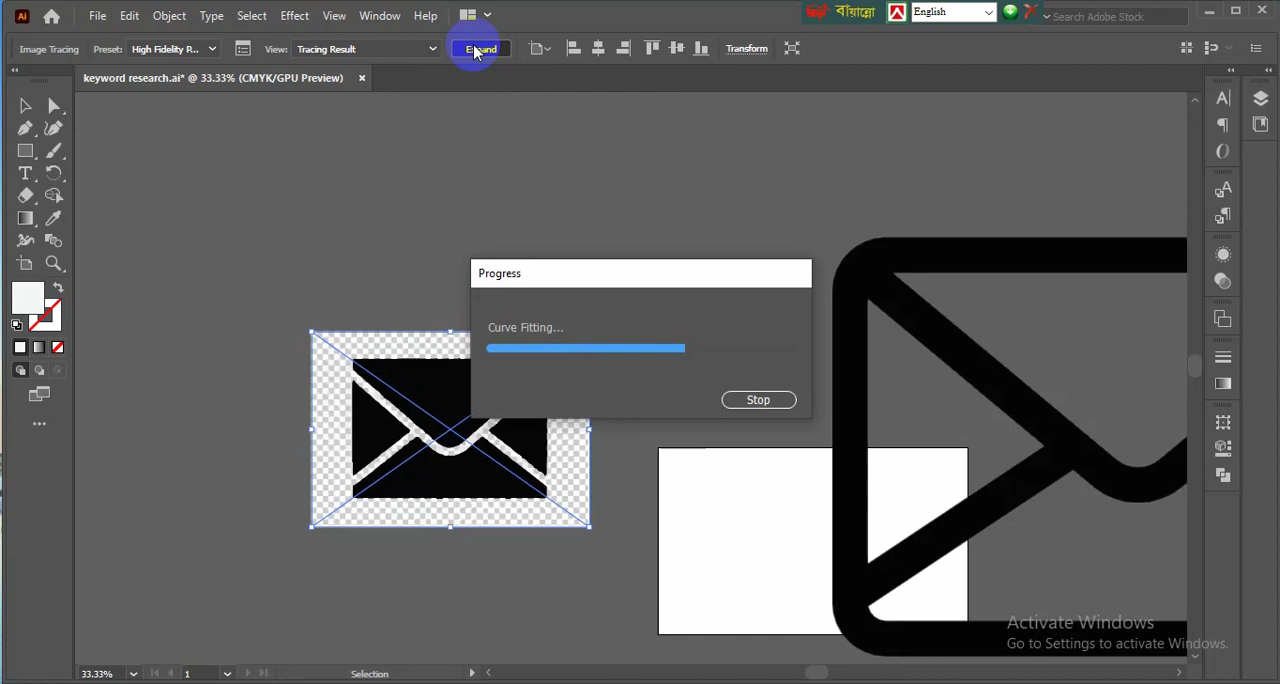 Ai File Edit Object Type Select Effect View Window Help
বায়ান্নো English Search Adobe Stock
Image Tracing Preset: High Fidelity P... View: Tracing Result Expand Transform
keyword research.ai* @ 33.33% (CMYK/GPU Preview)
Progress
Curve Fitting...
Stop
Activate Windows
Go to Settings to activate Windows.
33.33% 1 Selection